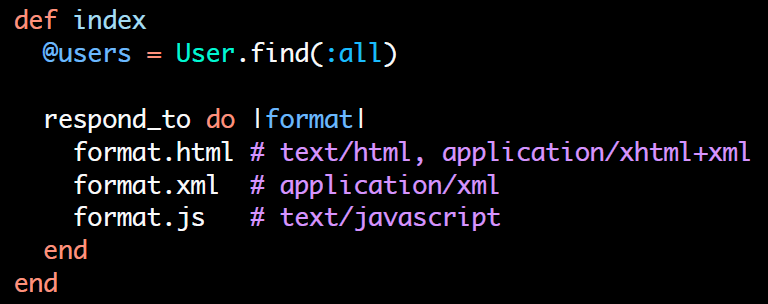 def index
  @users = User.find(:all)

  respond_to do |format|
    format.html # text/html, application/xhtml+xml
    format.xml  # application/xml
    format.js   # text/javascript
  end
end